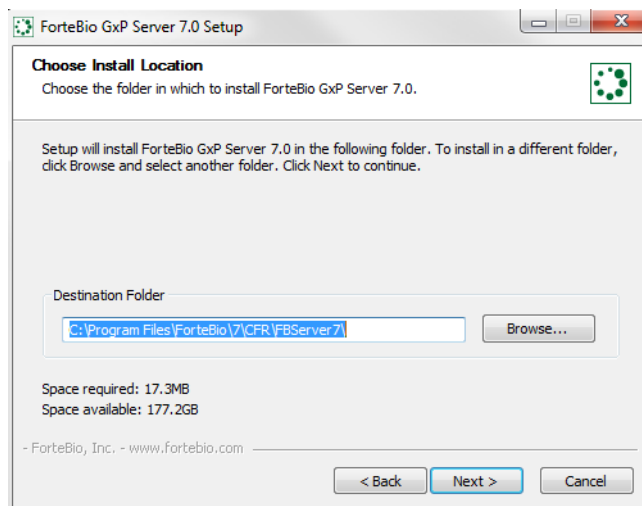 ForteBio GxP Server 7.0 Setup
Choose Install Location
Choose the folder in which to install ForteBio GxP Server 7.0.
Setup will install ForteBio GxP Server 7.0 in the following folder. To install in a different folder,
click Browse and select another folder. Click Next to continue.
Destination Folder
C:\Program Files\ForteBio\7\CFR\FBServer7\
Browse...
Space required: 17.3MB
Space available: 177.2GB
- ForteBio, Inc. - www.fortebio.com
< Back
Next >
Cancel